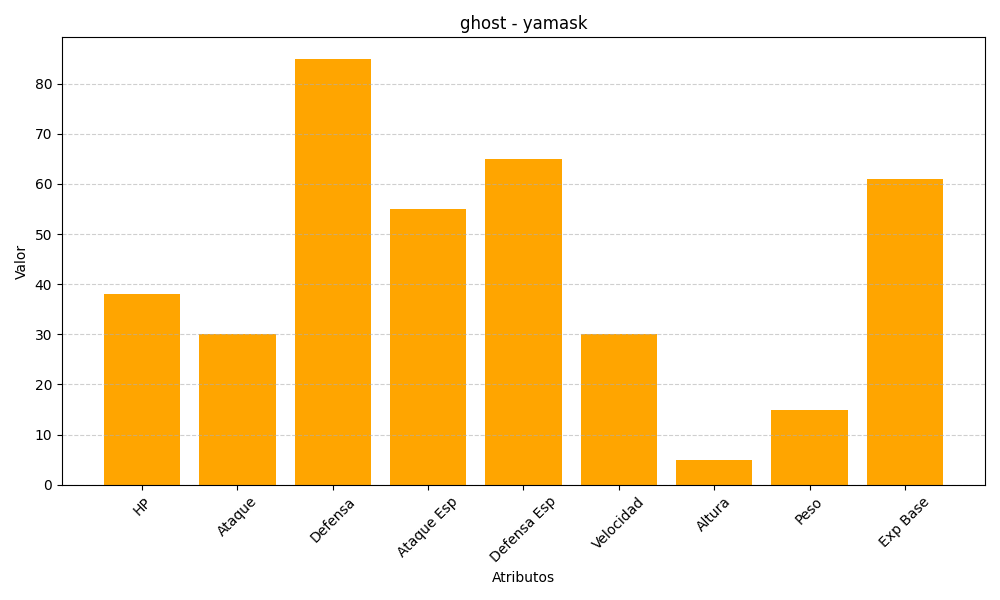 ghost - yamask
Valor
80
70
60
50
40
30
20
10
0
HP
Ataque
Defensa
Ataque Esp
Defensa Esp
Velocidad
Altura
Peso
Exp Base
Atributos